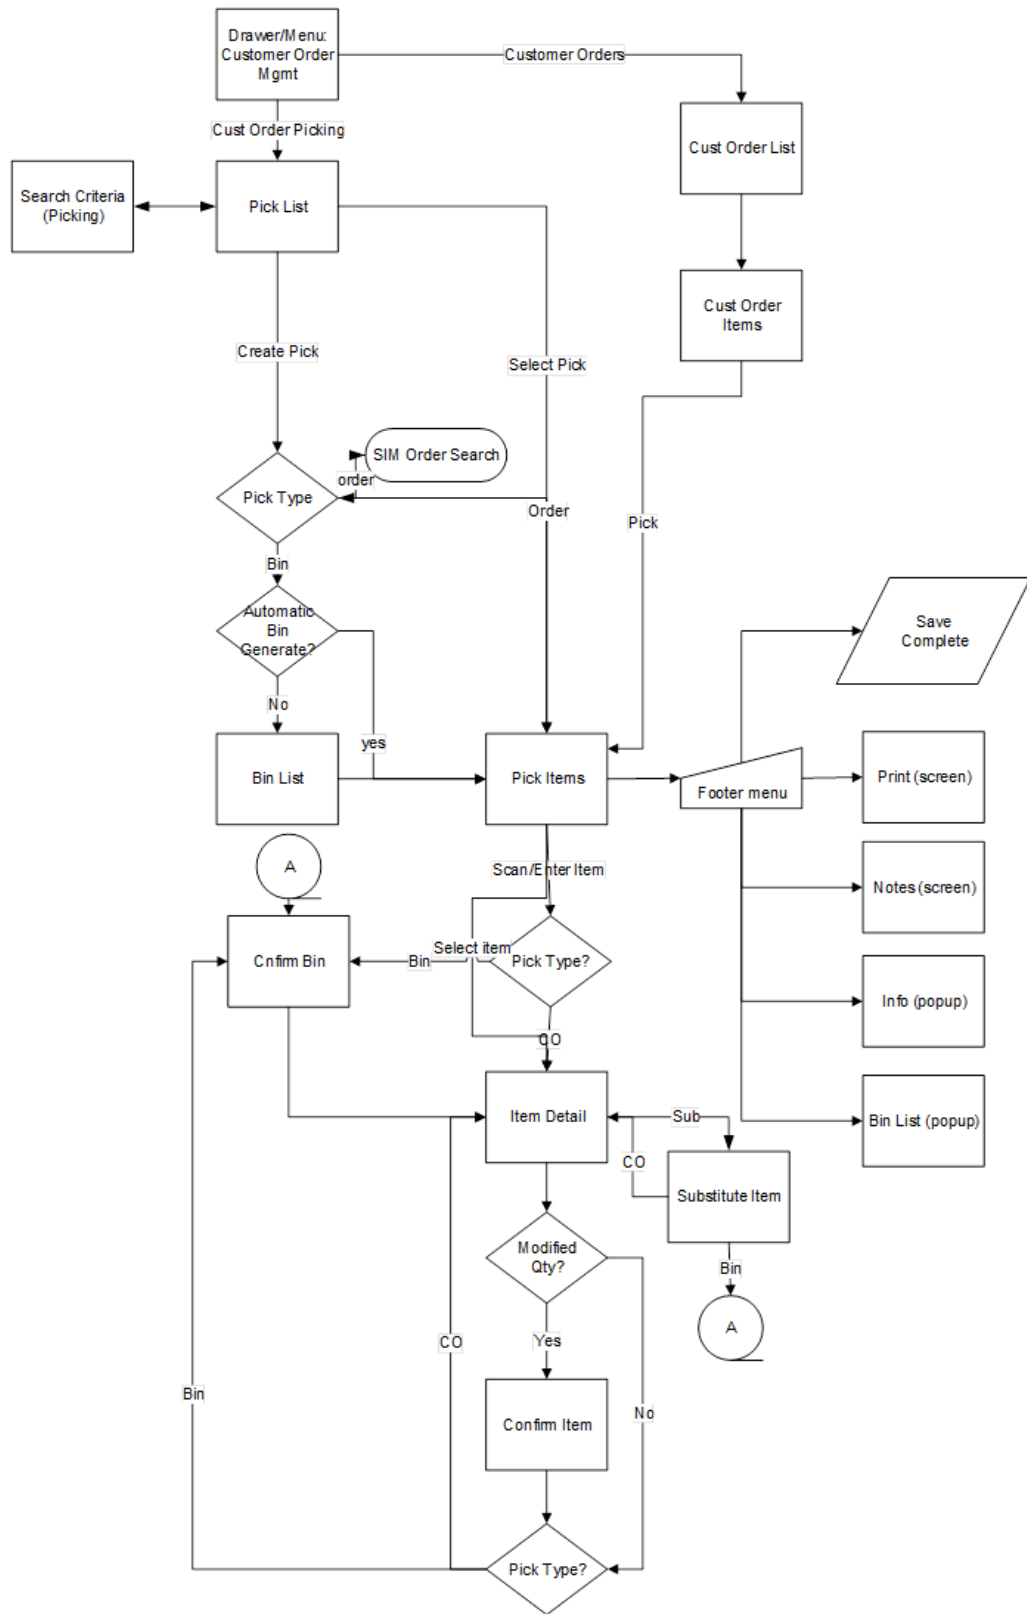 Drawer/Menu:
Customer Order
Mgmt
Customer Orders
Cust Order Picking
Cust Order List
Search Criteria
(Picking)
Pick List
Cust Order
Items
Create Pick
Select Pick
SIM Order Search
order
Pick Type
Order
Pick
Bin
Automatic
Bin
Generate?
Save
Complete
No
yes
Bin List
Pick Items
Footer menu
Print (screen)
A
Scan/Enter Item
Notes (screen)
Select item
Cnfirm Bin
Bin
Pick Type?
Info (popup)
CO
Item Detail
Sub
Bin List (popup)
CO
Substitute Item
Modified
Qty?
Bin
A
Yes
CO
Bin
No
Confirm Item
Pick Type?